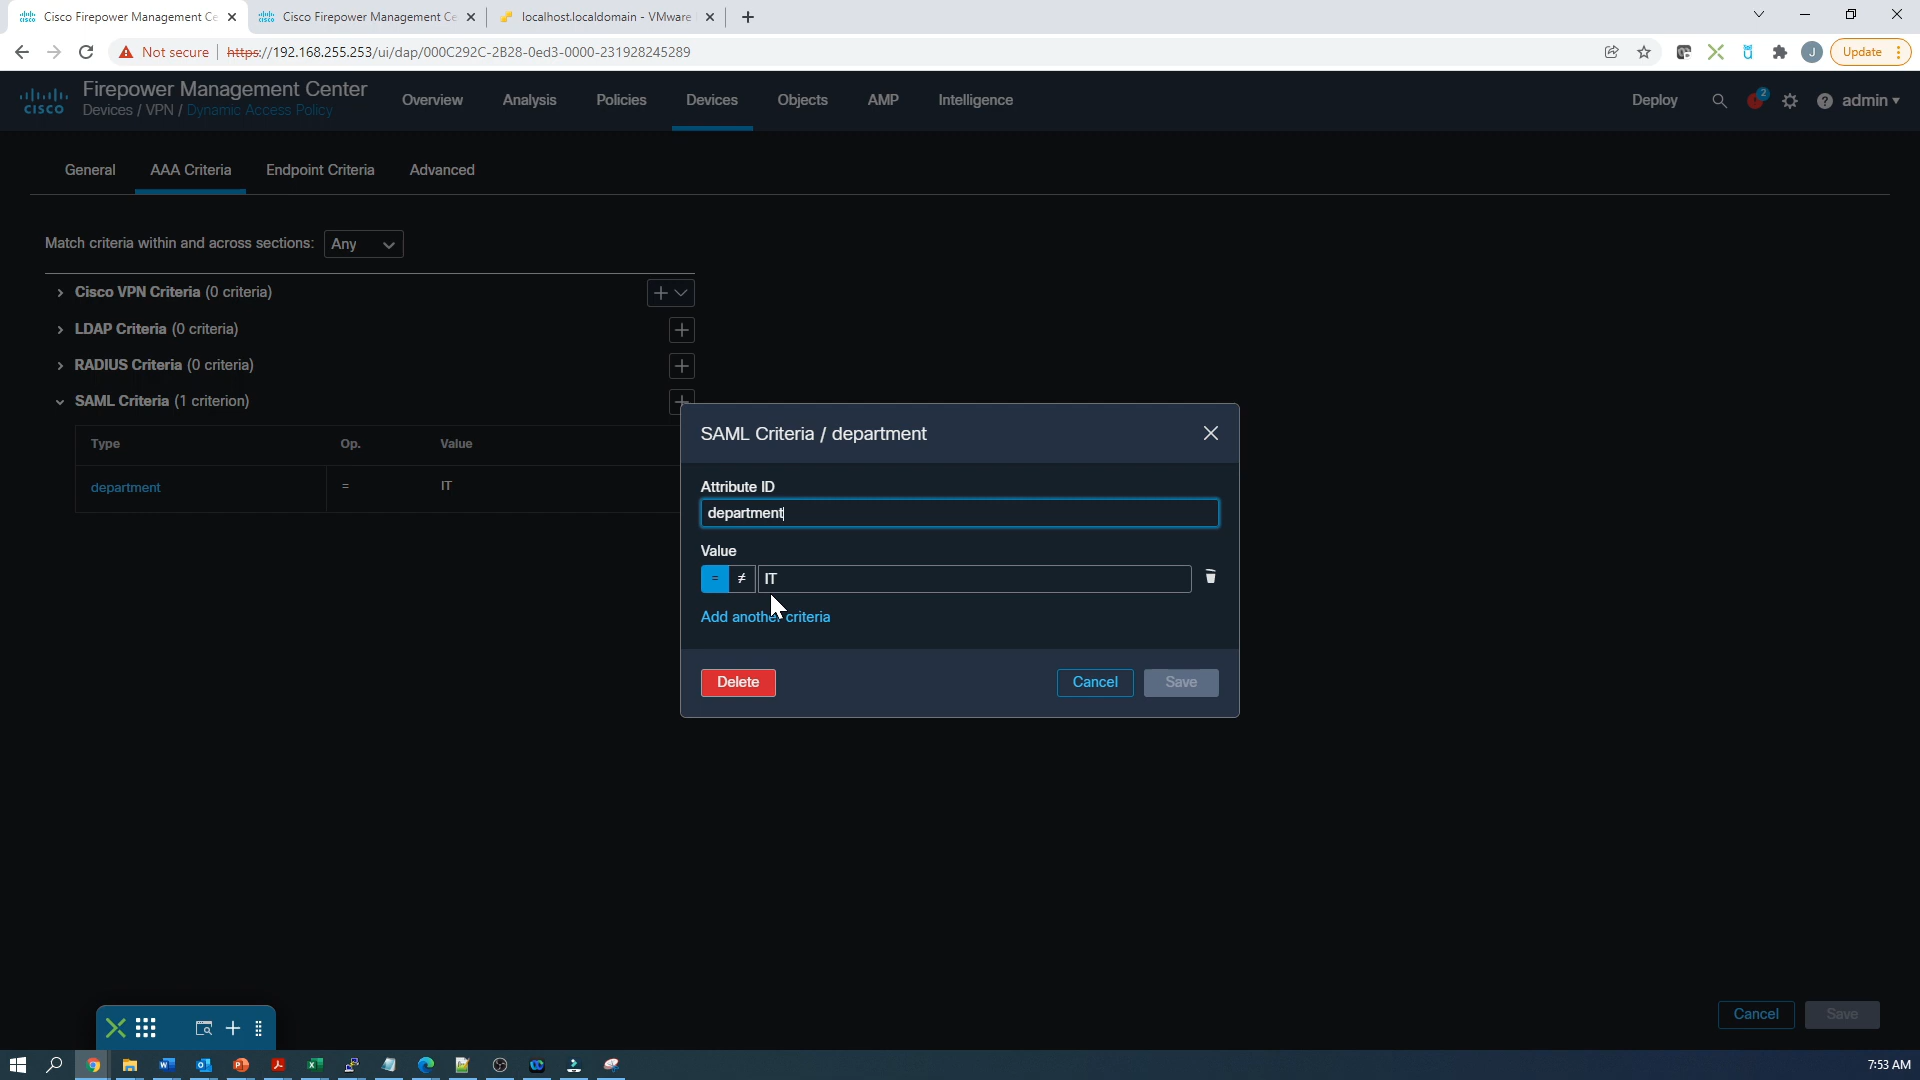 Cisco Firepower Management Ce
Cisco Firepower Management Ce
localhost.localdomain - VMware
Not secure
https://192.168.255.253/ui/dap/000C292C-2B28-0ed3-0000-231928245289
J
Update
CISCO
Firepower Management Center
Devices / VPN / Dynamic Access Policy
Overview
Analysis
Policies
Devices
Objects
AMP
Intelligence
Deploy
2
admin
General
AAA Criteria
Endpoint Criteria
Advanced
Match criteria within and across sections:
Any
Cisco VPN Criteria (0 criteria)
LDAP Criteria (0 criteria)
RADIUS Criteria (0 criteria)
SAML Criteria (1 criterion)
Type
Op.
Value
department
=
IT
SAML Criteria / department
Attribute ID
department
Value
=
≠
IT
Add another criteria
Delete
Cancel
Save
Cancel
Save
7:53 AM